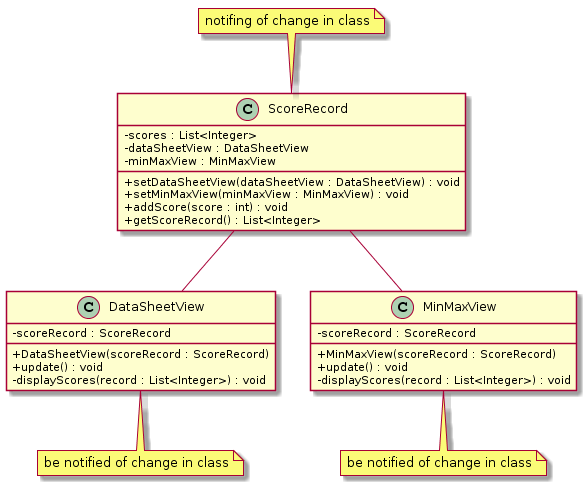 notifing of change in class
C ScoreRecord
-scores : List<Integer>
-dataSheetView : DataSheetView
-minMaxView : MinMaxView
+setDataSheetView(dataSheetView : DataSheetView) : void
+setMinMaxView(minMaxView : MinMaxView) : void
+addScore(score : int) : void
+getScoreRecord() : List<Integer>
C DataSheetView
-scoreRecord : ScoreRecord
+DataSheetView(scoreRecord : ScoreRecord)
+update() : void
-displayScores(record : List<Integer>) : void
C MinMaxView
-scoreRecord : ScoreRecord
+MinMaxView(scoreRecord : ScoreRecord)
+update() : void
-displayScores(record : List<Integer>) : void
be notified of change in class
be notified of change in class